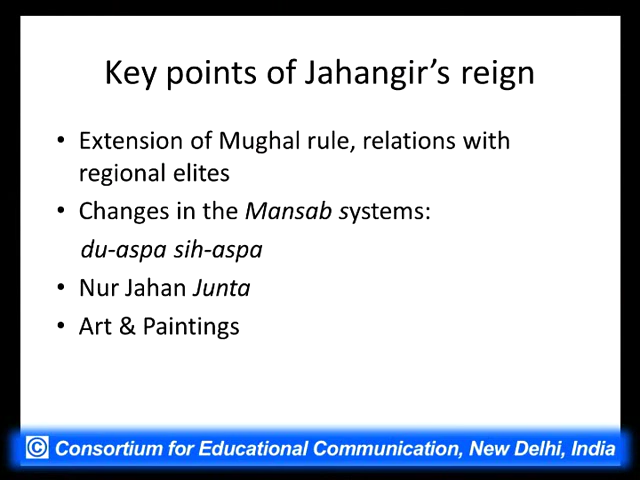 Key points of Jahangir's reign
• Extension of Mughal rule, relations with
regional elites
• Changes in the Mansab systems:
du-aspa sih-aspa
• Nur Jahan Junta
• Art & Paintings
© Consortium for Educational Communication, New Delhi, India